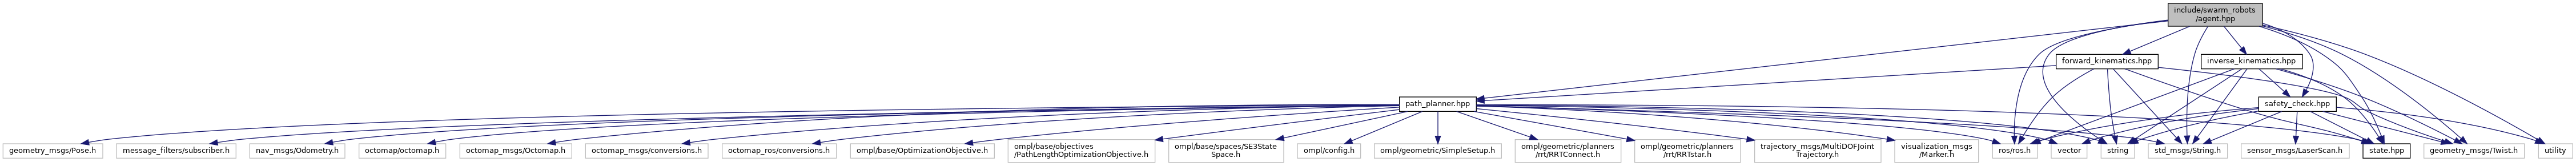 include/swarm_robots
/agent.hpp
forward_kinematics.hpp
inverse_kinematics.hpp
path_planner.hpp
safety_check.hpp
geometry_msgs/Pose.h
message_filters/subscriber.h
nav_msgs/Odometry.h
octomap/octomap.h
octomap_msgs/Octomap.h
octomap_msgs/conversions.h
octomap_ros/conversions.h
ompl/base/OptimizationObjective.h
ompl/base/objectives
/PathLengthOptimizationObjective.h
ompl/base/spaces/SE3State
Space.h
ompl/config.h
ompl/geometric/SimpleSetup.h
ompl/geometric/planners
/rrt/RRTConnect.h
ompl/geometric/planners
/rrt/RRTstar.h
trajectory_msgs/MultiDOFJoint
Trajectory.h
visualization_msgs
/Marker.h
ros/ros.h
vector
string
std_msgs/String.h
sensor_msgs/LaserScan.h
state.hpp
geometry_msgs/Twist.h
utility